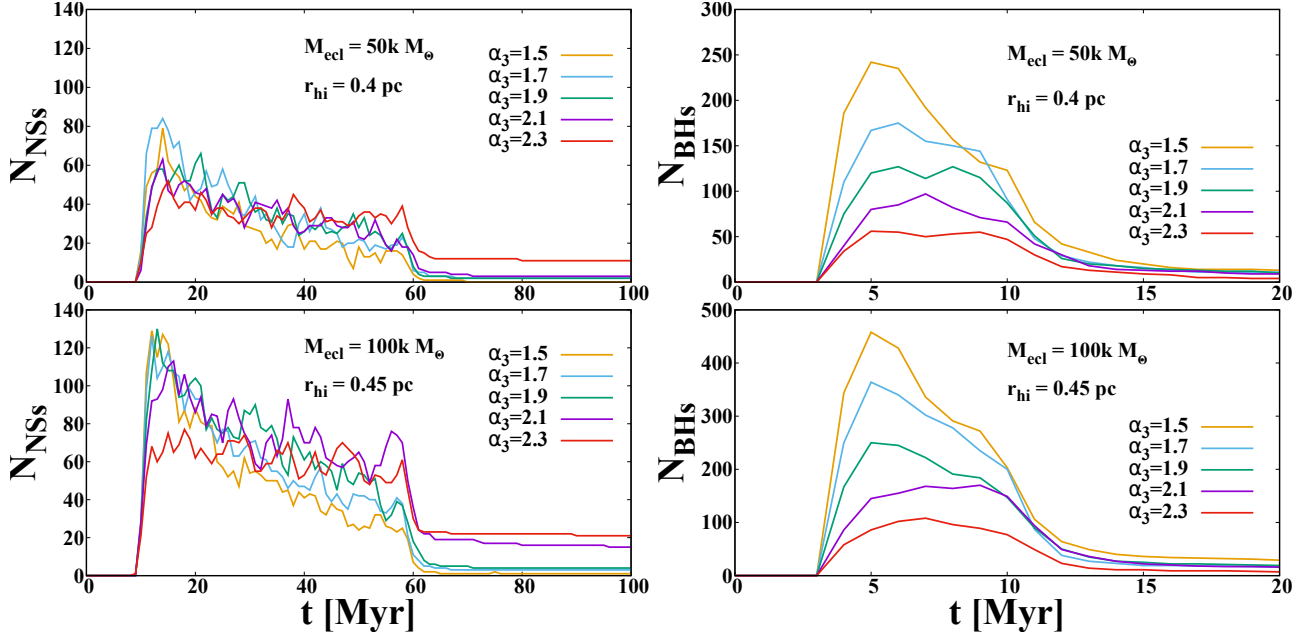 140
120
100
80
60
40
20
0
N_NSs
M_ecl = 50k M_Θ
r_hi = 0.4 pc
α_3=1.5
α_3=1.7
α_3=1.9
α_3=2.1
α_3=2.3
0 20 40 60 80 100
300
250
200
150
100
50
0
N_BHs
M_ecl = 50k M_Θ
r_hi = 0.4 pc
α_3=1.5
α_3=1.7
α_3=1.9
α_3=2.1
α_3=2.3
0 5 10 15 20
140
120
100
80
60
40
20
0
N_NSs
M_ecl = 100k M_Θ
r_hi = 0.45 pc
α_3=1.5
α_3=1.7
α_3=1.9
α_3=2.1
α_3=2.3
0 20 40 60 80 100
t [Myr]
500
400
300
200
100
0
N_BHs
M_ecl = 100k M_Θ
r_hi = 0.45 pc
α_3=1.5
α_3=1.7
α_3=1.9
α_3=2.1
α_3=2.3
0 5 10 15 20
t [Myr]